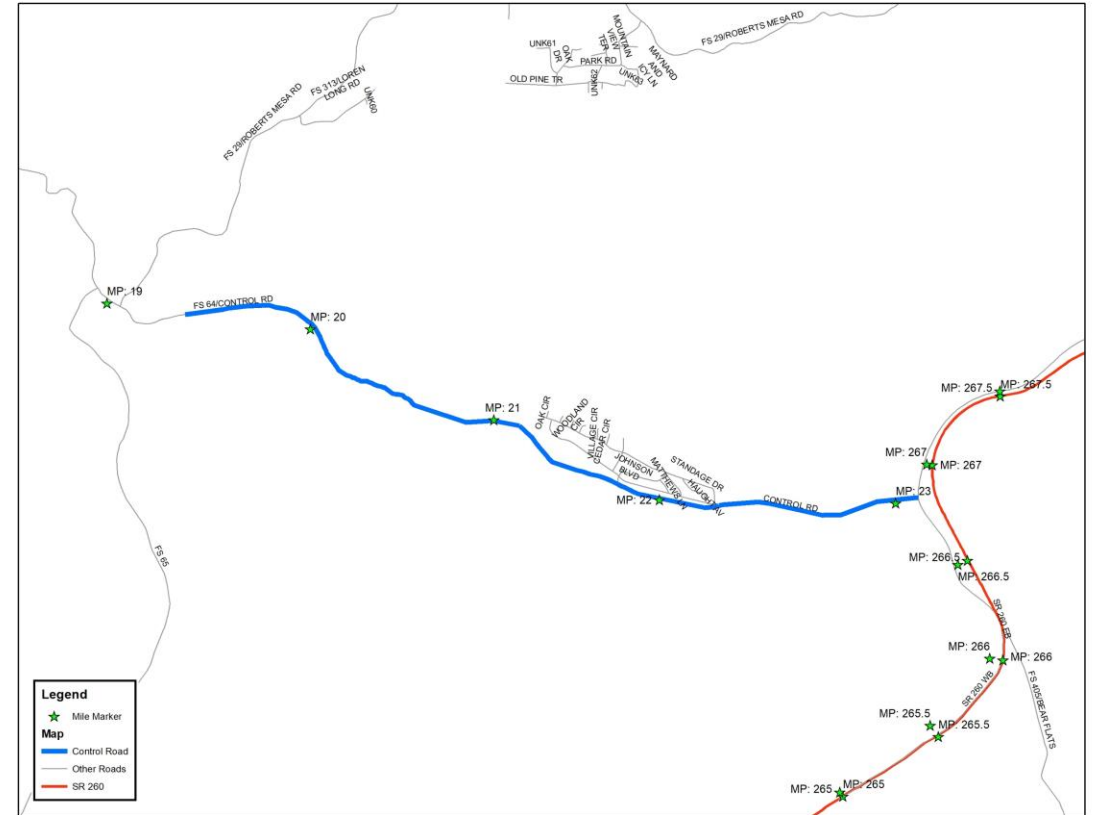 FS 29/ROBERTS MESA RD
MOUNTAIN
VIEW
TER
UNK61
OAK
DR
PARK RD
MAYNARD
AND
ICY LN
OLD PINE TR
UNK62
UNK63
FS 313/LOREN
LONG RD
UNK60
FS 29/ROBERTS MESA RD
MP: 19
FS 64/CONTROL RD
MP: 20
MP: 267.5
MP: 267.5
MP: 21
OAK CIR
WOODLAND
CIR
VILLAGE CIR
CEDAR CIR
JOHNSON
BLVD
STANDAGE DR
MATTHEWS LN
HAUGHT AV
MP: 267
MP: 267
MP: 22
CONTROL RD
MP: 23
FS 65
MP: 266.5
MP: 266.5
SR 260 EB
MP: 266
MP: 266
SR 260 WB
FS 405/BEAR FLATS
MP: 265.5
MP: 265.5
MP: 265
MP: 265
Legend
Mile Marker
Map
Control Road
Other Roads
SR 260